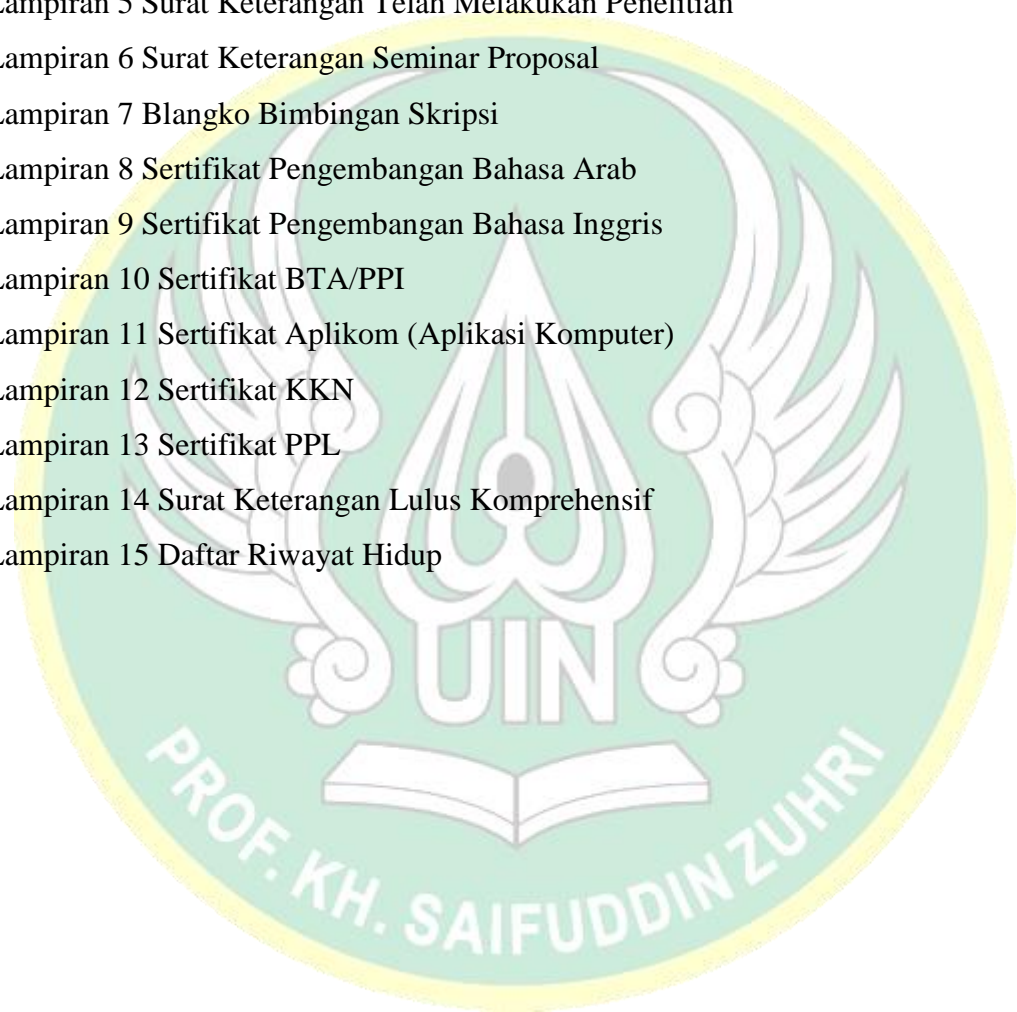 Lampiran 5 Surat Keterangan Telah Melakukan Penelitian
Lampiran 6 Surat Keterangan Seminar Proposal
Lampiran 7 Blangko Bimbingan Skripsi
Lampiran 8 Sertifikat Pengembangan Bahasa Arab
Lampiran 9 Sertifikat Pengembangan Bahasa Inggris
Lampiran 10 Sertifikat BTA/PPI
Lampiran 11 Sertifikat Aplikom (Aplikasi Komputer)
Lampiran 12 Sertifikat KKN
Lampiran 13 Sertifikat PPL
Lampiran 14 Surat Keterangan Lulus Komprehensif
Lampiran 15 Daftar Riwayat Hidup
UIN
PROF. KH. SAIFUDDIN ZUHRI